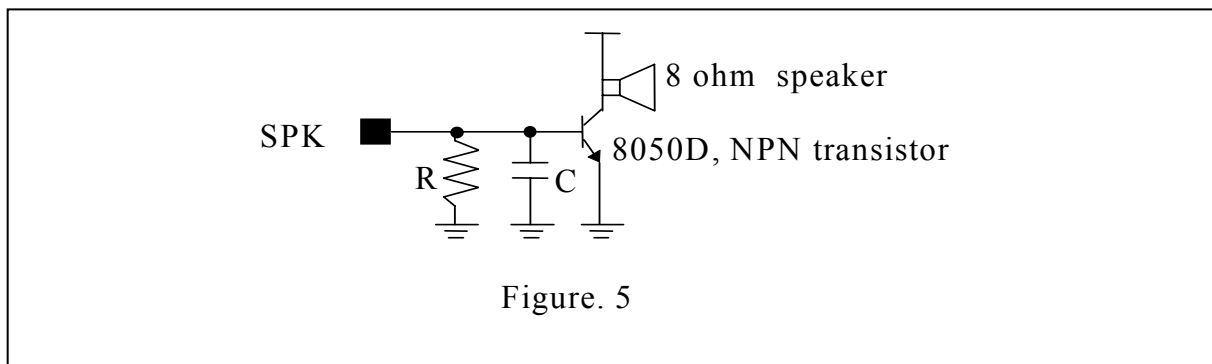 8 ohm speaker
SPK
8050D, NPN transistor
R
C
Figure. 5